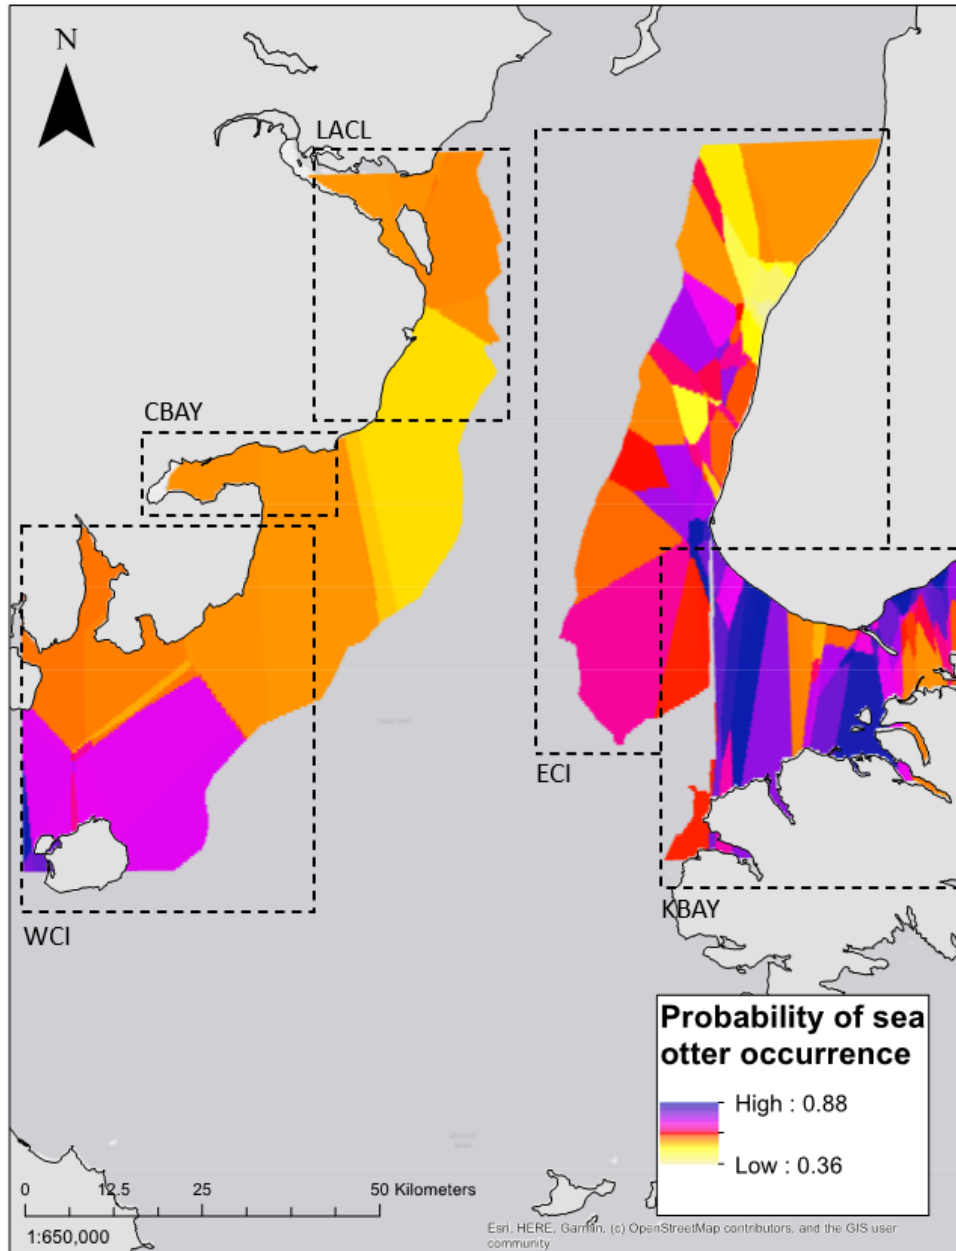 N
LACL
CBAY
ECI
KBAY
WCI
Probability of sea
otter occurrence
High : 0.88
Low : 0.36
0 12.5 25 50 Kilometers
1:650,000
Esri, HERE, Garmin, (c) OpenStreetMap contributors, and the GIS user
community